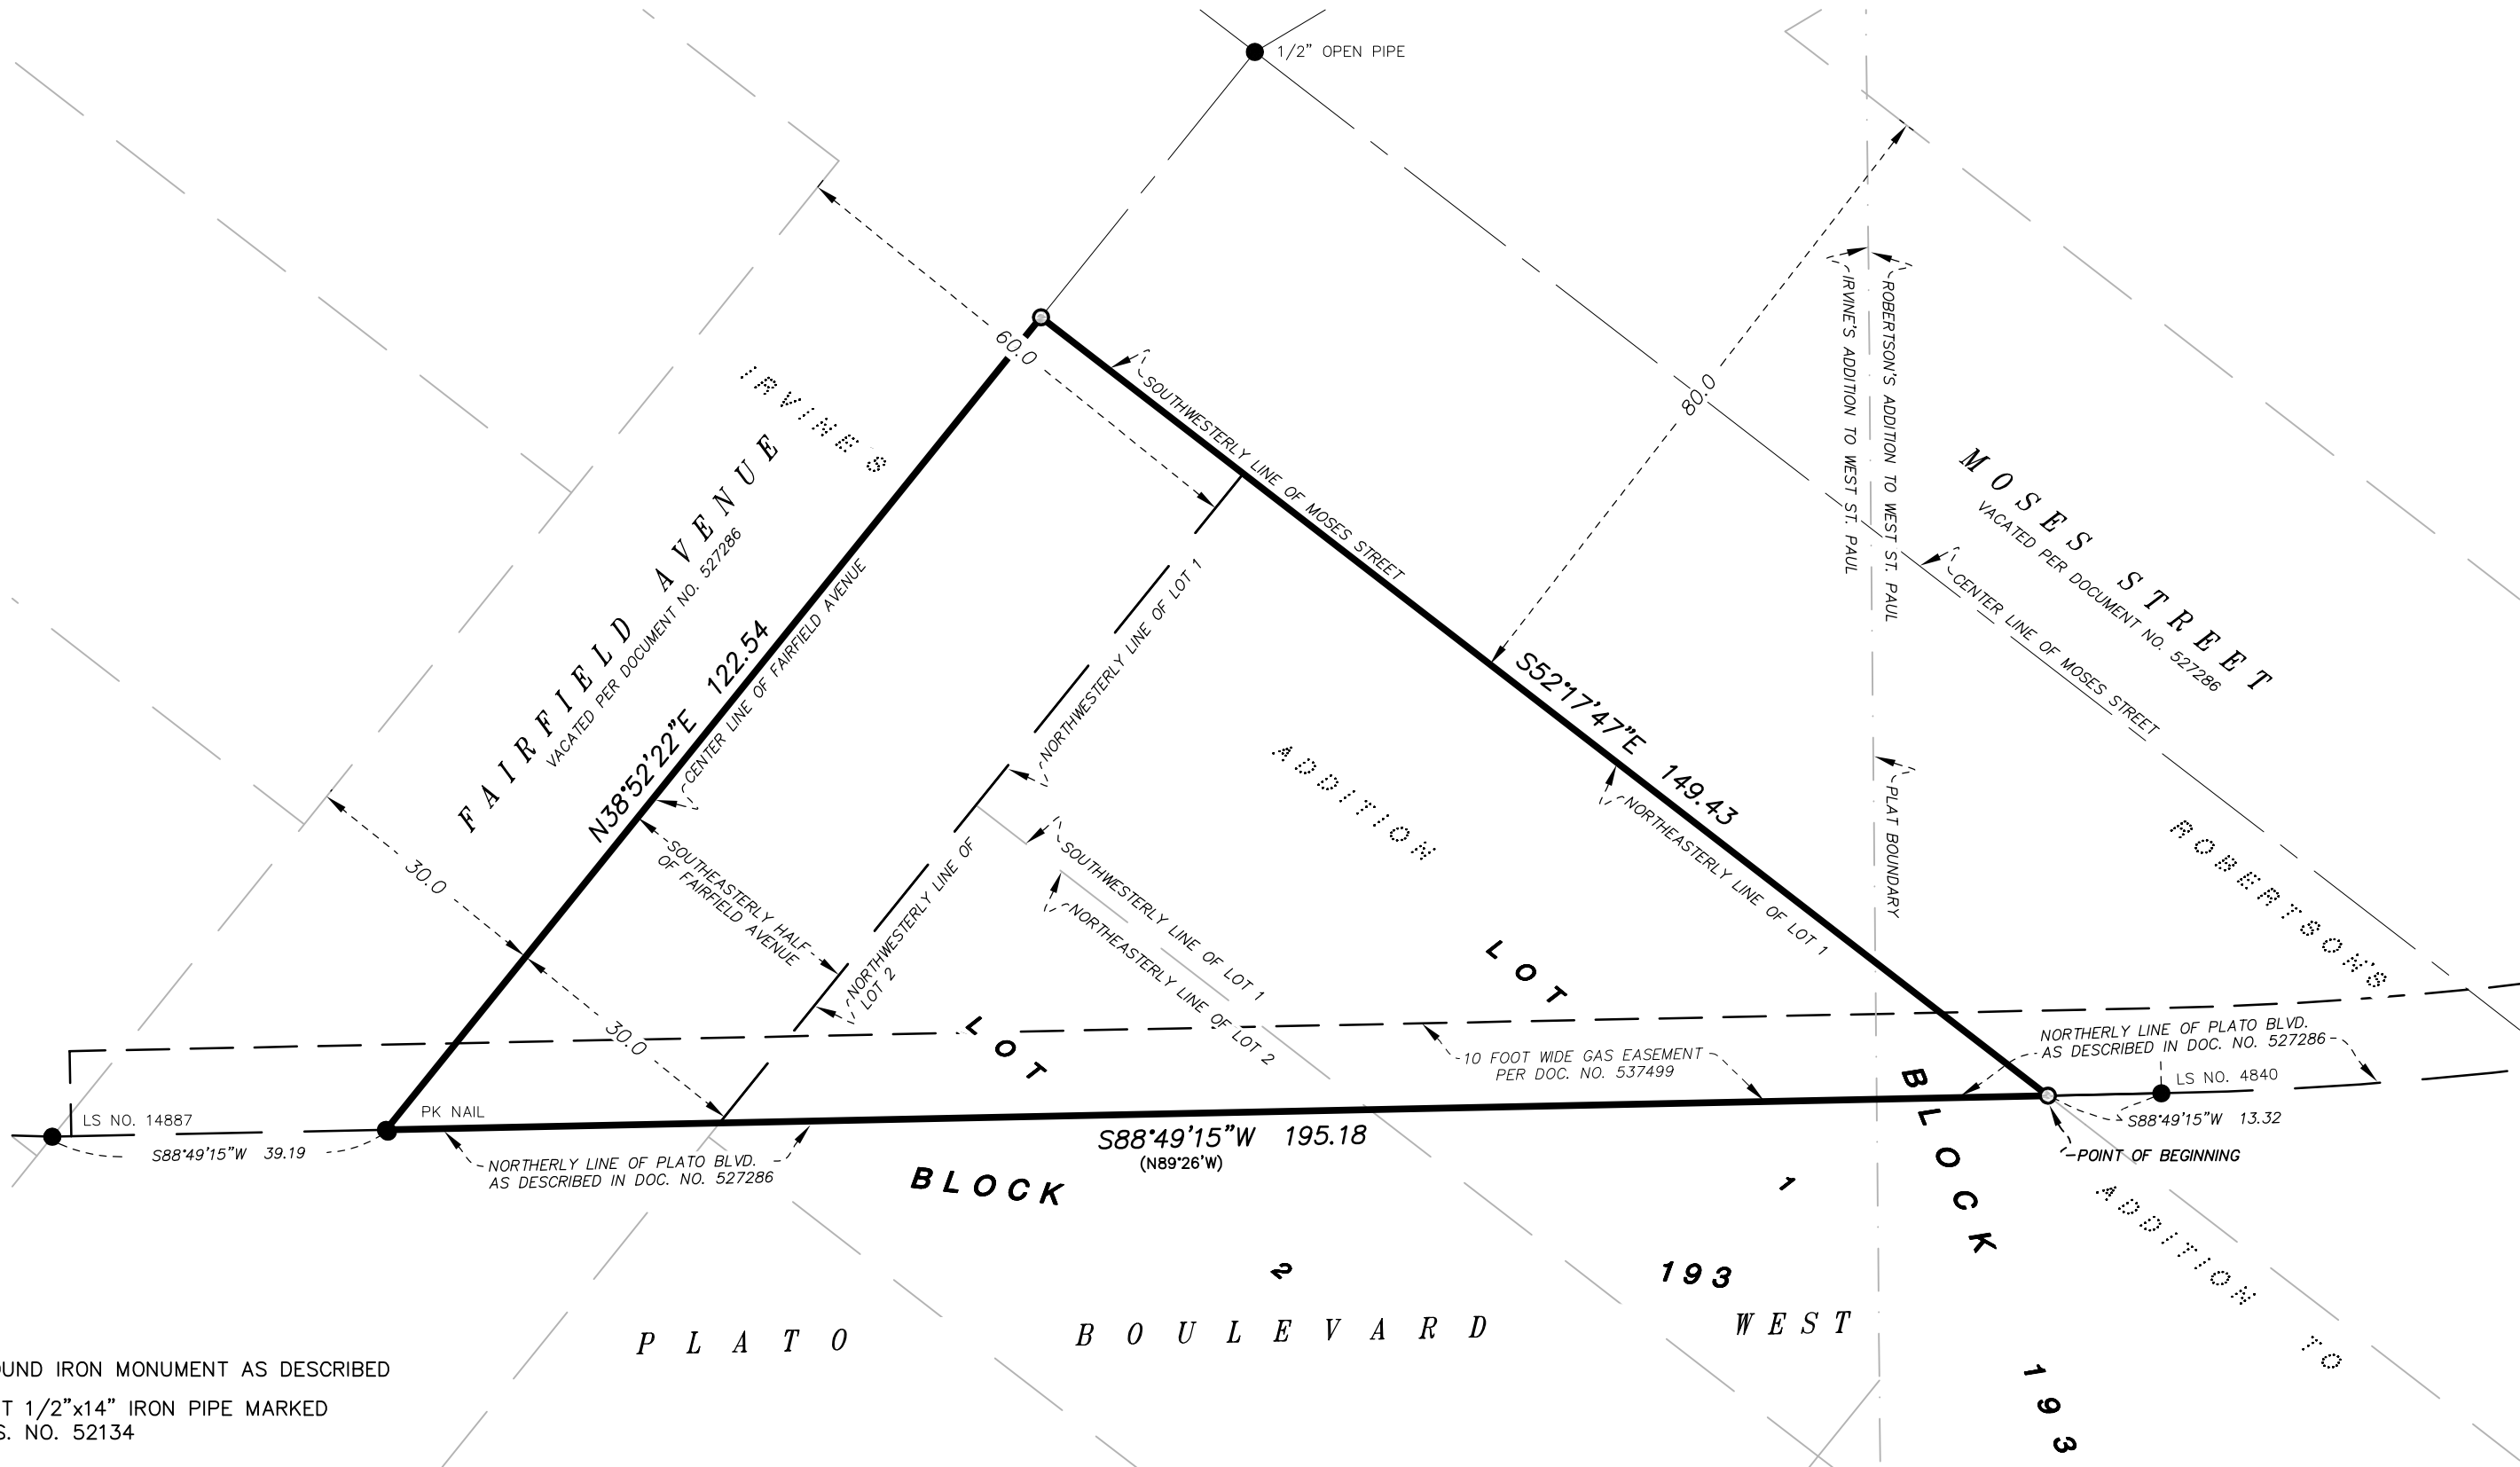 1/2" OPEN PIPE
60.0
80.0
IRVINE'S ADDITION TO WEST ST. PAUL
ROBERTSON'S ADDITION TO WEST ST. PAUL
IRVINE'S
FAIRFIELD AVENUE
VACATED PER DOCUMENT NO. 527286
SOUTHWESTERLY LINE OF MOSES STREET
MOSES STREET
VACATED PER DOCUMENT NO. 527286
CENTER LINE OF MOSES STREET
N38°52'22"E 122.54
CENTER LINE OF FAIRFIELD AVENUE
NORTHWESTERLY LINE OF LOT 1
S52°17'47"E 149.43
NORTHEASTERLY LINE OF LOT 1
ADDITION
PLAT BOUNDARY
ROBERTSON'S
30.0
30.0
SOUTHEASTERLY HALF
OF FAIRFIELD AVENUE
NORTHWESTERLY LINE OF
LOT 2
SOUTHWESTERLY LINE OF LOT 1
NORTHEASTERLY LINE OF LOT 2
LOT
LOT
10 FOOT WIDE GAS EASEMENT
PER DOC. NO. 537499
NORTHERLY LINE OF PLATO BLVD.
AS DESCRIBED IN DOC. NO. 527286
LS NO. 4840
S88°49'15"W 13.32
POINT OF BEGINNING
LS NO. 14887
PK NAIL
S88°49'15"W 39.19
NORTHERLY LINE OF PLATO BLVD.
AS DESCRIBED IN DOC. NO. 527286
S88°49'15"W 195.18
(N89°26'W)
BLOCK
1
BLOCK
ADDITION
2
193
PLATO BOULEVARD WEST
193
TO
OUND IRON MONUMENT AS DESCRIBED
T 1/2"x14" IRON PIPE MARKED
S. NO. 52134